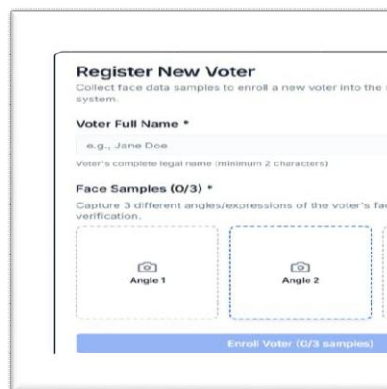 Register New Voter
Collect face data samples to enroll a new voter into the
system.
Voter Full Name *
e.g., Jane Doe
Voter's complete legal name (minimum 2 characters)
Face Samples (0/3) *
Capture 3 different angles/expressions of the voter's fac
verification.
Angle 1
Angle 2
Enroll Voter (0/3 samples)